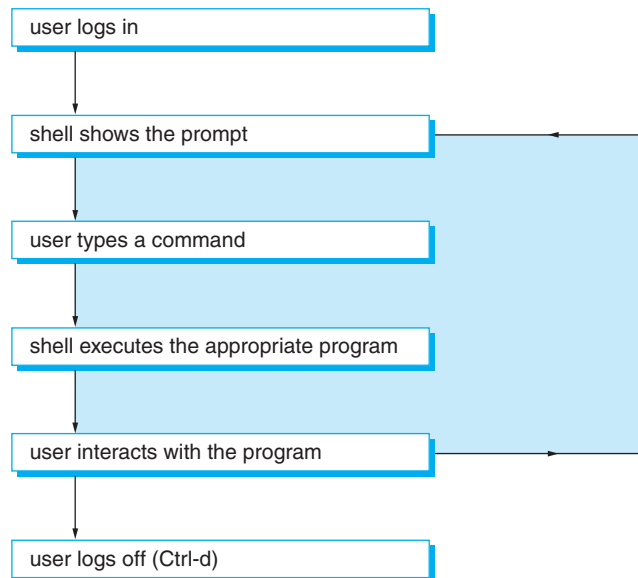 user logs in
shell shows the prompt
user types a command
shell executes the appropriate program
user interacts with the program
user logs off (Ctrl-d)